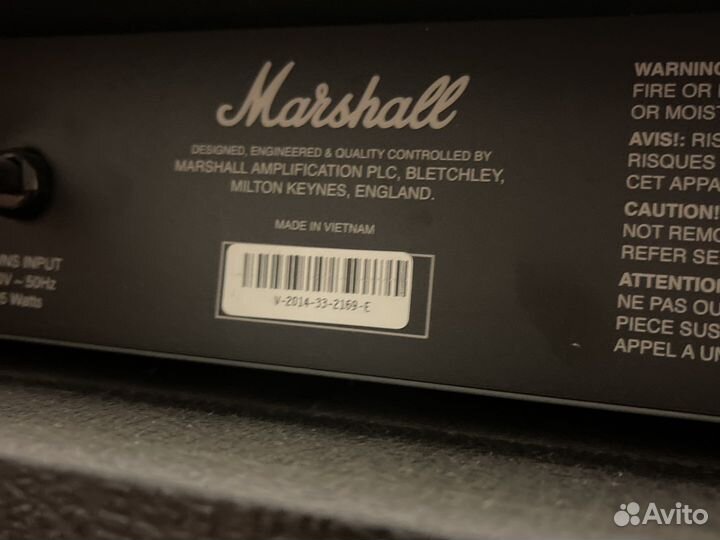 Marshall
DESIGNED, ENGINEERED & QUALITY CONTROLLED BY
MARSHALL AMPLIFICATION PLC, BLETCHLEY,
MILTON KEYNES, ENGLAND.
MADE IN VIETNAM
V-2014-33-2169-E
INPUT
~ 50Hz
Watts
WARNING
FIRE OR
OR MOIST
AVIS!: RIS
RISQUES
CET APPA
CAUTION!
NOT REMO
REFER SE
ATTENTION
NE PAS OU
PIECE SUS
APPEL A UN
Avito